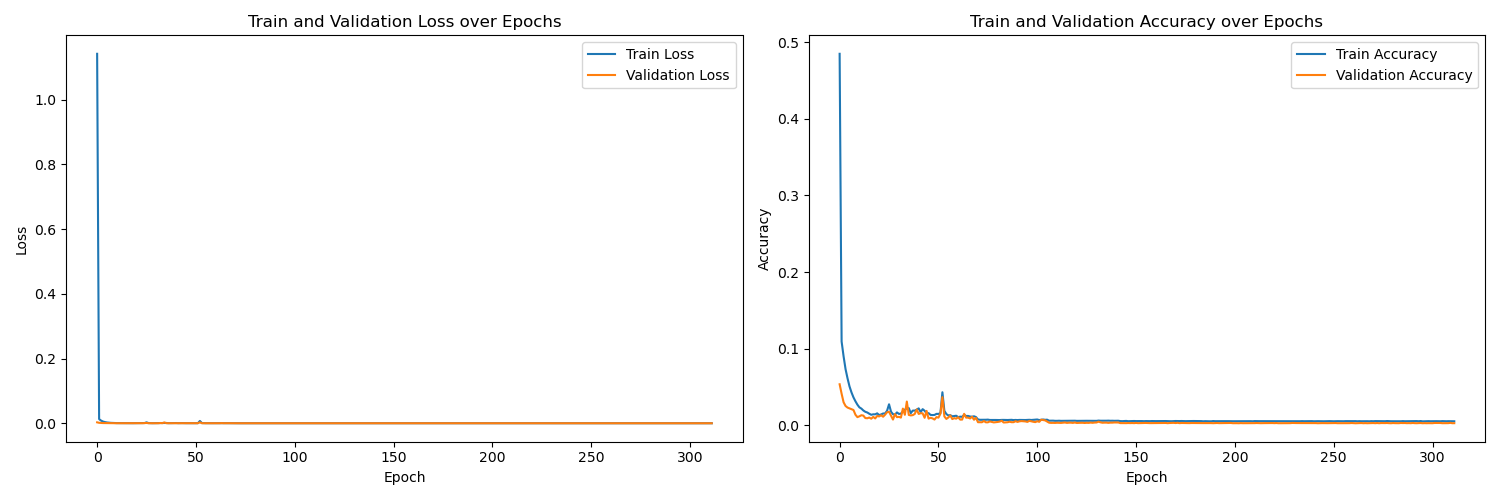 Train and Validation Loss over Epochs
Train Loss
Validation Loss
1.0
0.8
0.6
0.4
0.2
0.0
Loss
0
50
100
150
200
250
300
Epoch
Train and Validation Accuracy over Epochs
Train Accuracy
Validation Accuracy
0.5
0.4
0.3
0.2
0.1
0.0
Accuracy
0
50
100
150
200
250
300
Epoch